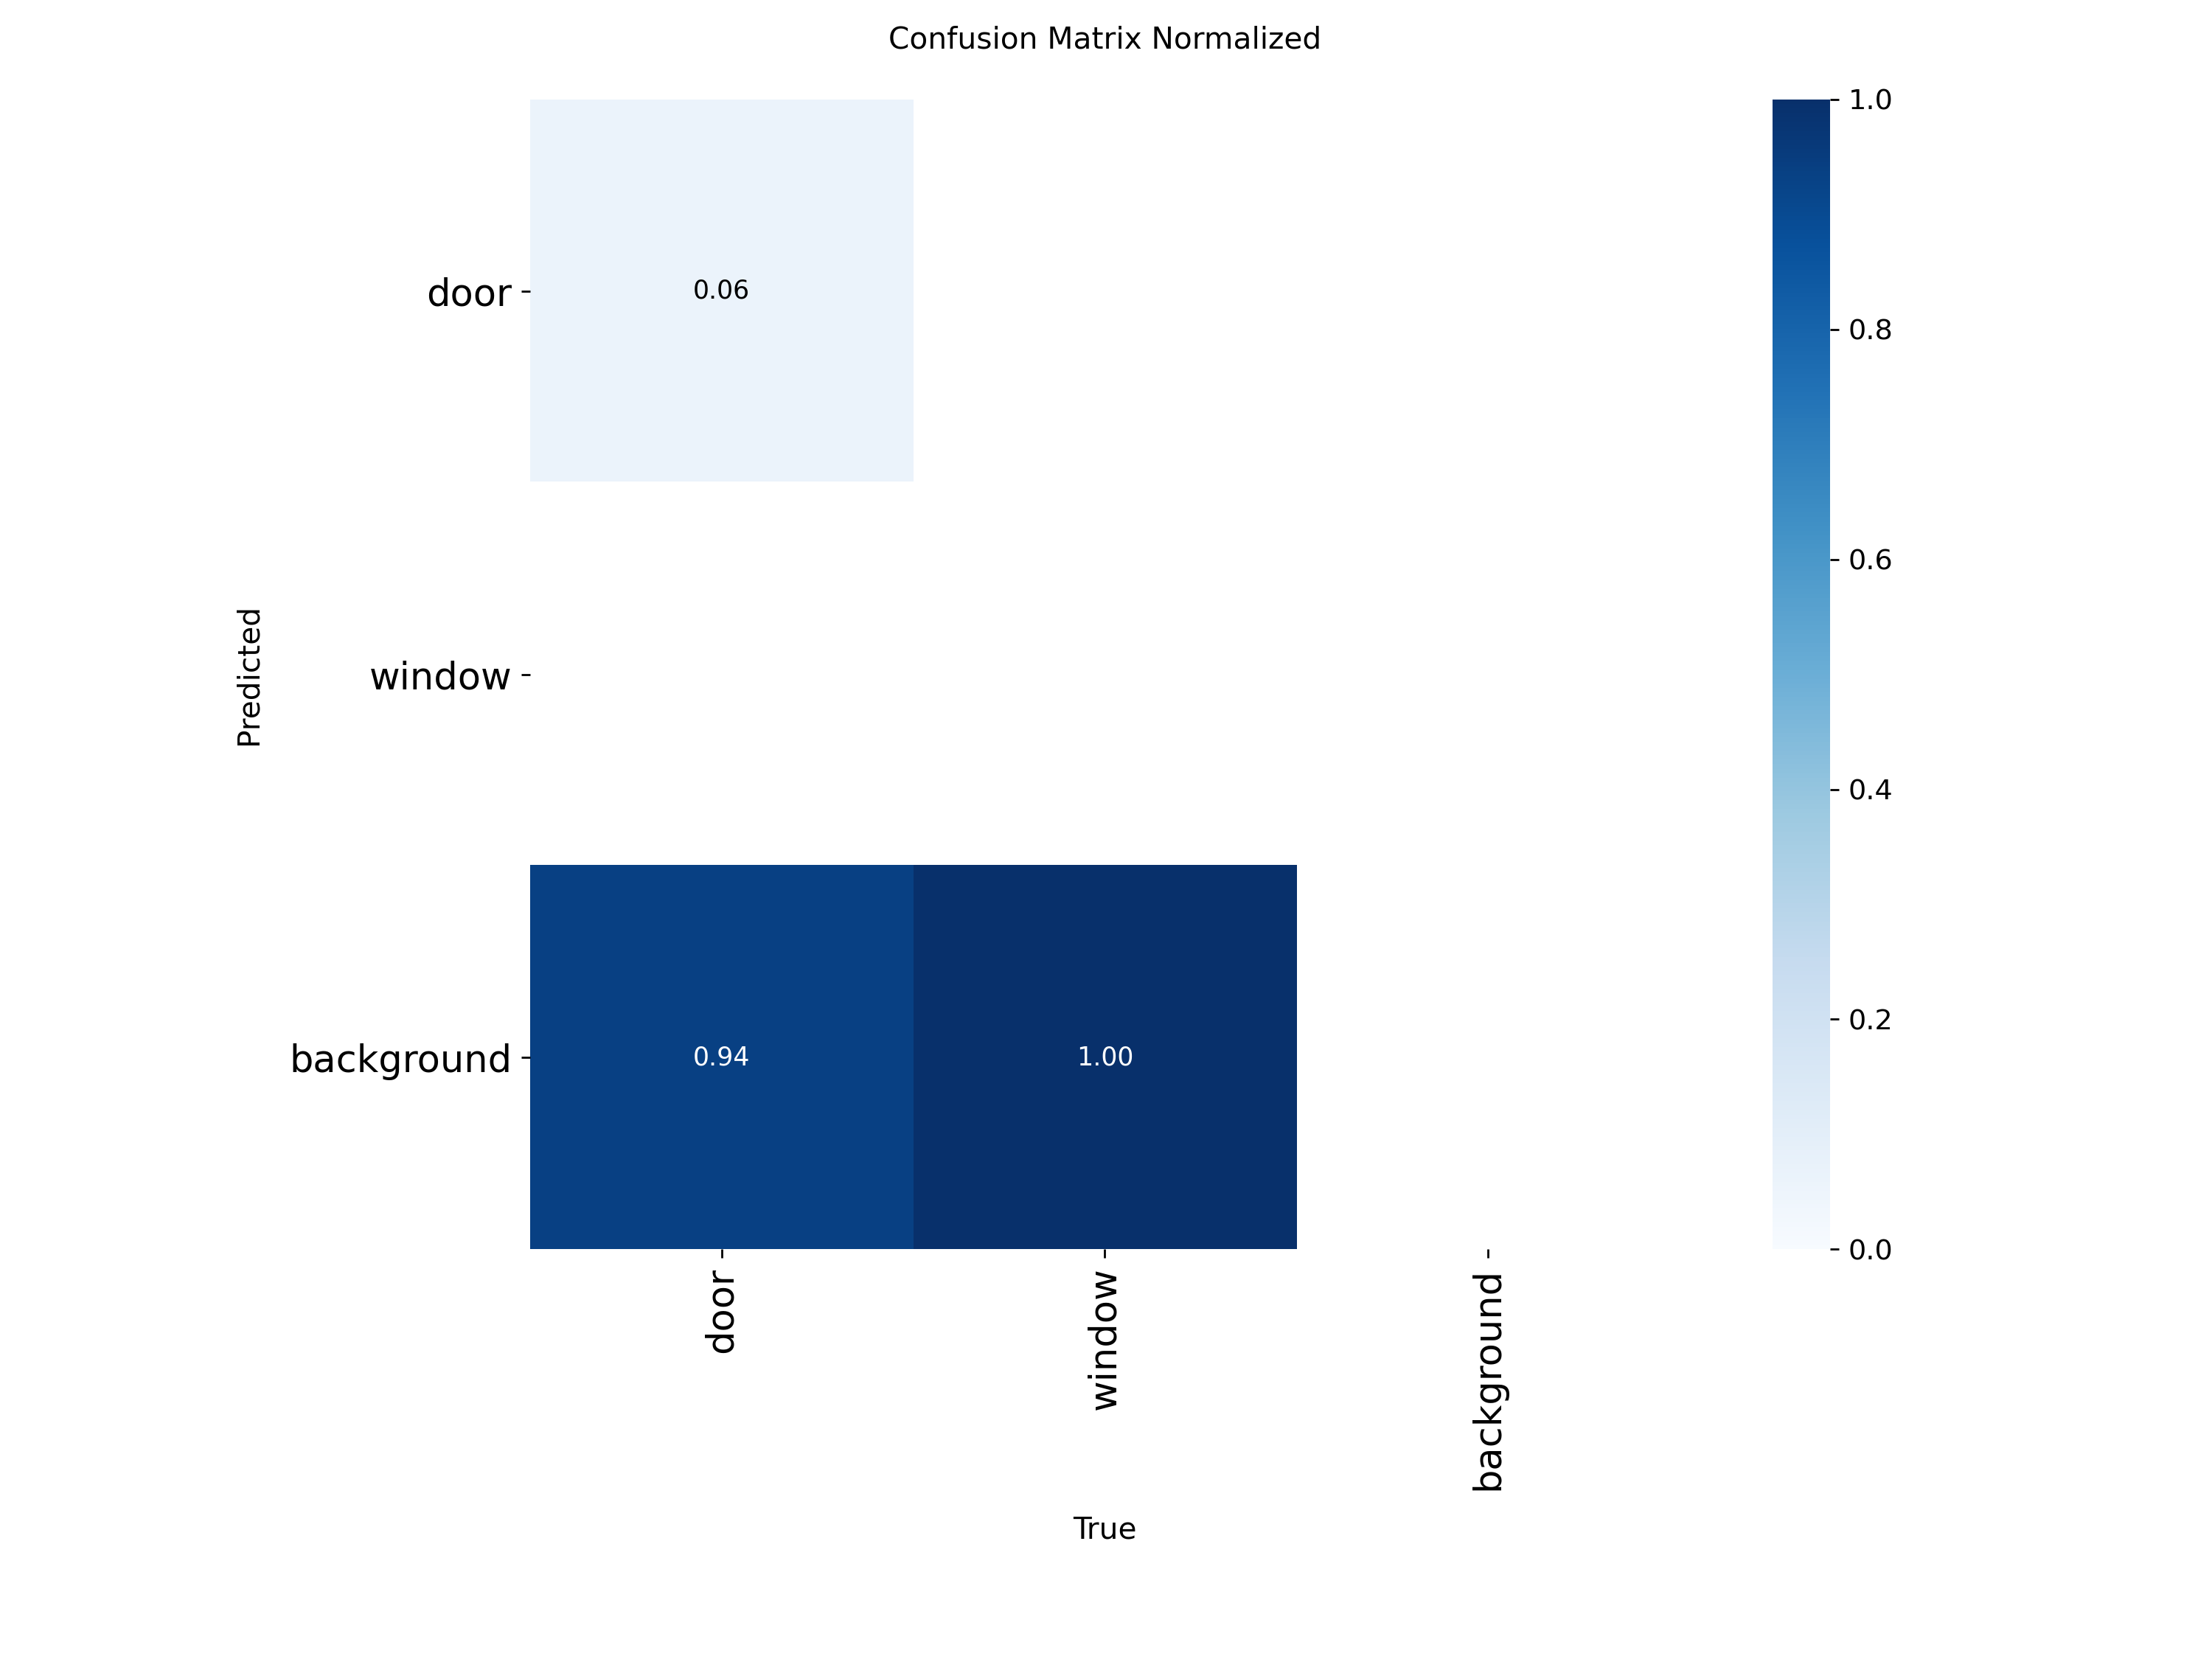 Confusion Matrix Normalized
door
0.06
window
background
0.94
1.00
Predicted
door
window
background
True
1.0
0.8
0.6
0.4
0.2
0.0